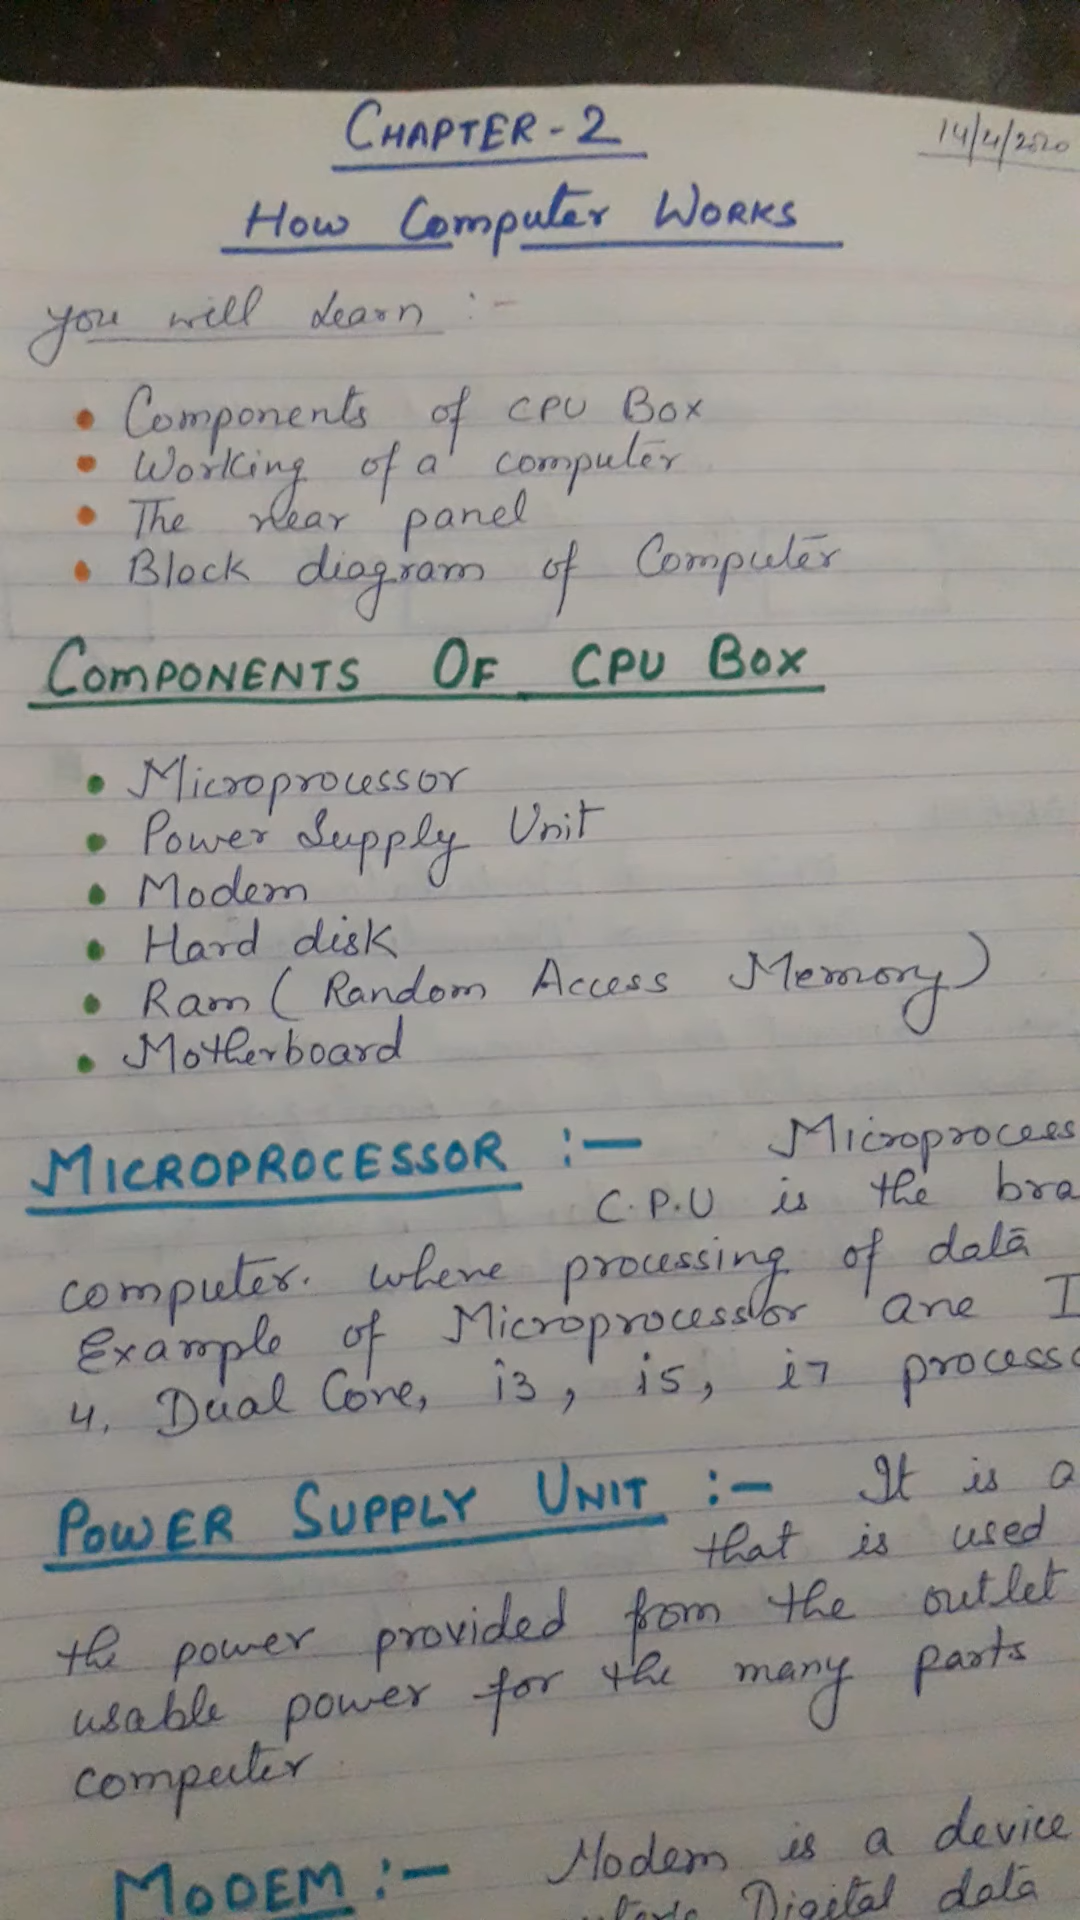 CHAPTER-2
14/4/2020
How Computer Works
you will Learn :-
• Components of CPU Box
• Working of a computer
• The rear panel
• Block diagram of Computer
COMPONENTS OF CPU BOX
• Microprocessor
• Power Supply Unit
• Modem
• Hard disk
• Ram ( Random Access Memory)
• Motherboard
MICROPROCESSOR :- Microprocess
C.P.U is the bra
computer. where processing of data
Example of Microprocessor are I
4, Dual Core, i3, i5, i7 processo
POWER SUPPLY UNIT :- It is a
that is used
the power provided from the outlet
usable power for the many parts
computer
MODEM :- Modem is a device
Digital data